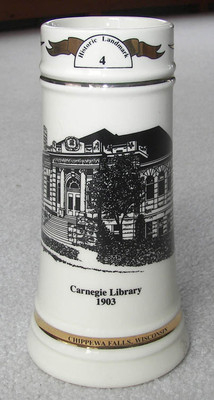 Historic Landmark
4
Carnegie Library
1903
CHIPPEWA FALLS, WISCONSIN